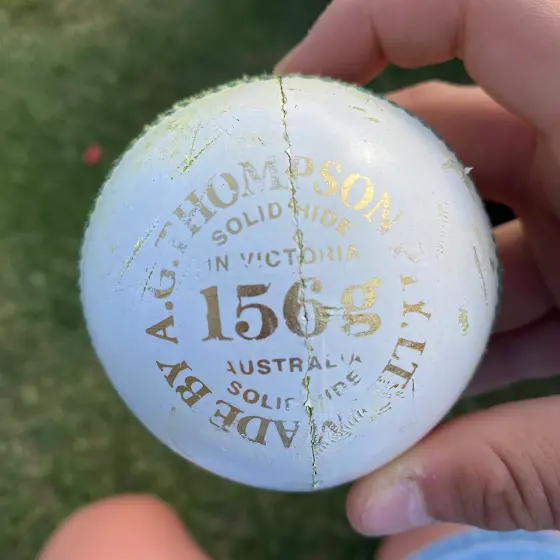 MADE BY A.G. THOMPSON PTY. LTD
SOLID HIDE
IN VICTORIA
156g
AUSTRALIA
SOLID HIDE